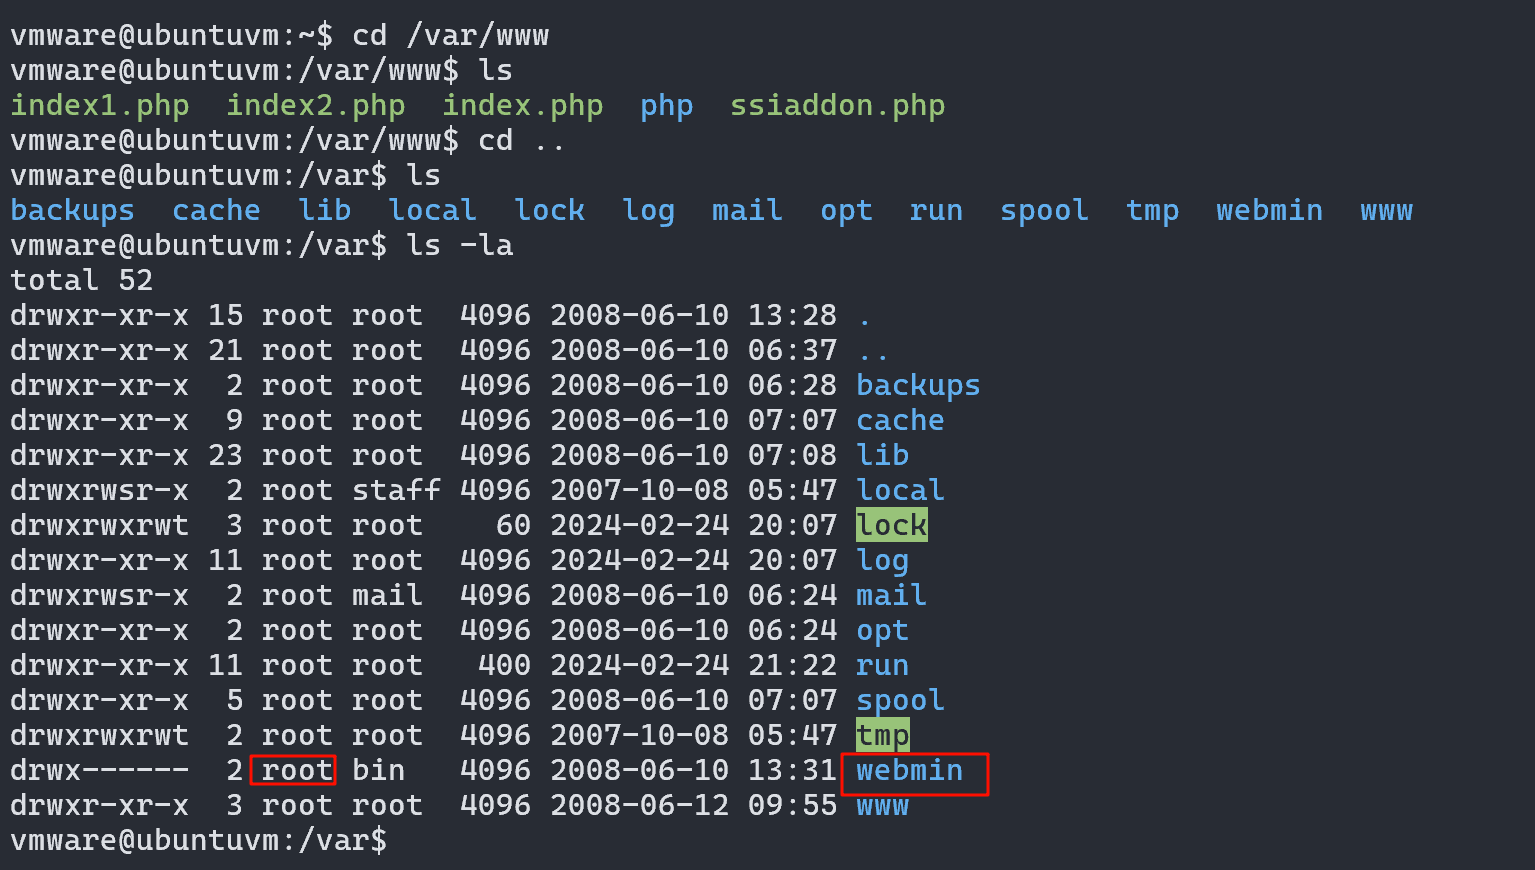 vmware@ubuntuvm:~$ cd /var/www
vmware@ubuntuvm:/var/www$ ls
index1.php  index2.php  index.php  php  ssiaddon.php
vmware@ubuntuvm:/var/www$ cd ..
vmware@ubuntuvm:/var$ ls
backups  cache  lib  local  lock  log  mail  opt  run  spool  tmp  webmin  www
vmware@ubuntuvm:/var$ ls -la
total 52
drwxr-xr-x 15 root root  4096 2008-06-10 13:28 .
drwxr-xr-x 21 root root  4096 2008-06-10 06:37 ..
drwxr-xr-x  2 root root  4096 2008-06-10 06:28 backups
drwxr-xr-x  9 root root  4096 2008-06-10 07:07 cache
drwxr-xr-x 23 root root  4096 2008-06-10 07:08 lib
drwxrwsr-x  2 root staff 4096 2007-10-08 05:47 local
drwxrwxrwt  3 root root    60 2024-02-24 20:07 lock
drwxr-xr-x 11 root root  4096 2024-02-24 20:07 log
drwxrwsr-x  2 root mail  4096 2008-06-10 06:24 mail
drwxr-xr-x  2 root root  4096 2008-06-10 06:24 opt
drwxr-xr-x 11 root root   400 2024-02-24 21:22 run
drwxr-xr-x  5 root root  4096 2008-06-10 07:07 spool
drwxrwxrwt  2 root root  4096 2007-10-08 05:47 tmp
drwx------  2 root bin   4096 2008-06-10 13:31 webmin
drwxr-xr-x  3 root root  4096 2008-06-12 09:55 www
vmware@ubuntuvm:/var$